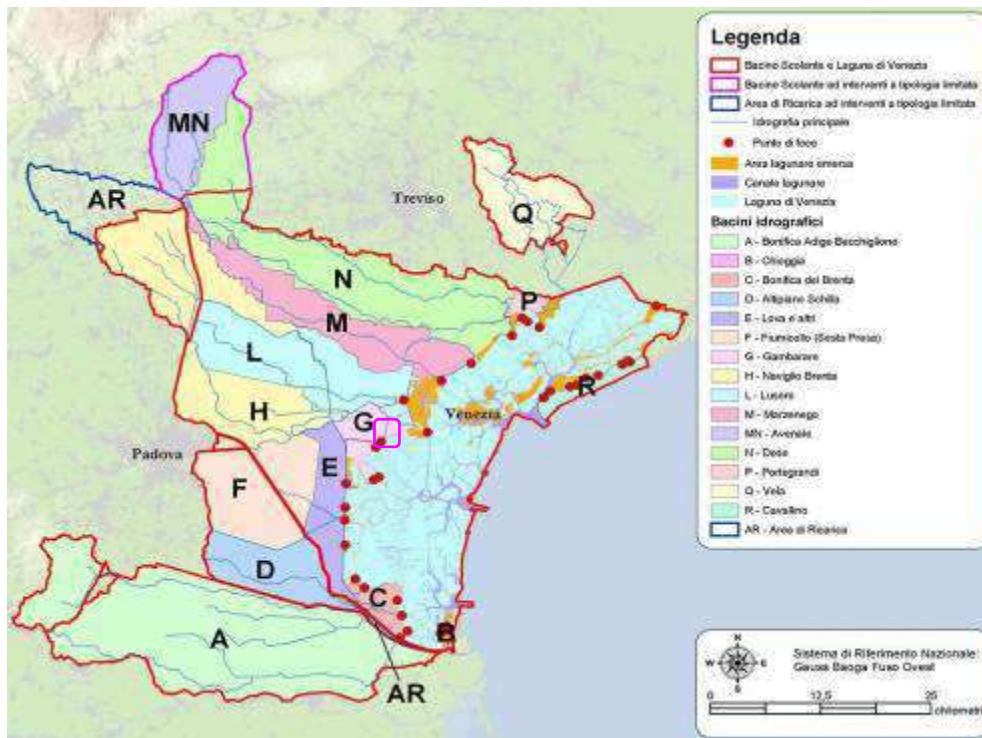 MN
AR
Treviso
Q
N
P
M
L
R
Venezia
H
G
Padova
E
F
D
C
A
B
AR
Legenda
Bacino Scolante e Laguna di Venezia
Bacino Scolante ad interventi a tipologia limitata
Area di Ricarica ad interventi a tipologia limitata
Idrografia principale
Punto di foce
Area lagunare emersa
Canale lagunare
Laguna di Venezia
Bacini idrografici
A - Bonifica Adige Bacchiglione
B - Chioggia
C - Bonifica del Brenta
D - Altipiano Schilla
E - Lova e altri
F - Fiumicello (Sesta Presa)
G - Gambarare
H - Naviglio Brenta
L - Lusore
M - Marzenego
MN - Avenale
N - Dese
P - Portegrandi
Q - Vela
R - Cavallino
AR - Area di Ricarica
N
W
E
S
Sistema di Riferimento Nazionale:
Gauss Boaga Fuso Ovest
0 12,5 25
chilometri